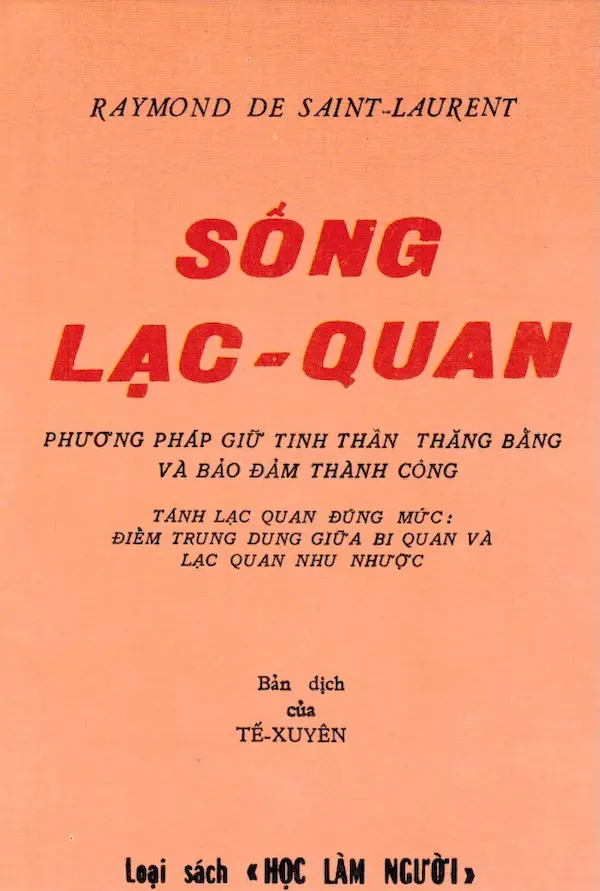 RAYMOND DE SAINT-LAURENT
SỐNG
LẠC-QUAN
PHƯƠNG PHÁP GIỮ TINH THẦN THĂNG BẰNG
VÀ BẢO ĐẢM THÀNH CÔNG
TÁNH LẠC QUAN ĐÚNG MỨC:
ĐIỂM TRUNG DUNG GIỮA BI QUAN VÀ
LẠC QUAN NHU NHƯỢC
Bản dịch
của
TẾ-XUYÊN
Loại sách «HỌC LÀM NGƯỜI»